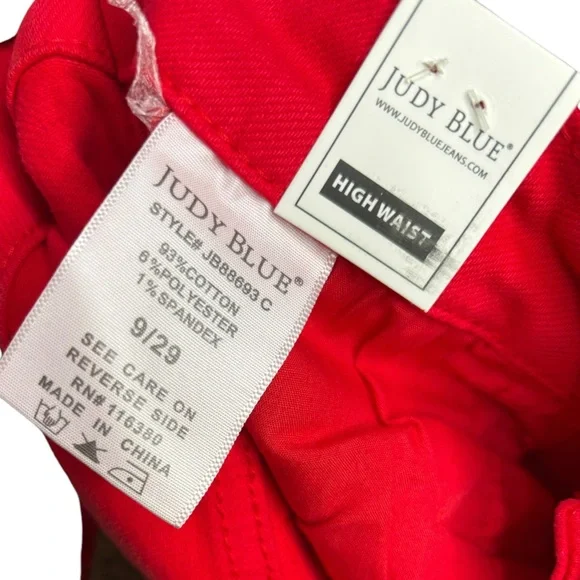 JUDY BLUE®
WWW.JUDYBLUEJEANS.COM
HIGH WAIST
JUDY BLUE®
STYLE# JB88693 C
93%COTTON
6%POLYESTER
1%SPANDEX
9/29
SEE CARE ON
REVERSE SIDE
RN# 116380
MADE IN CHINA